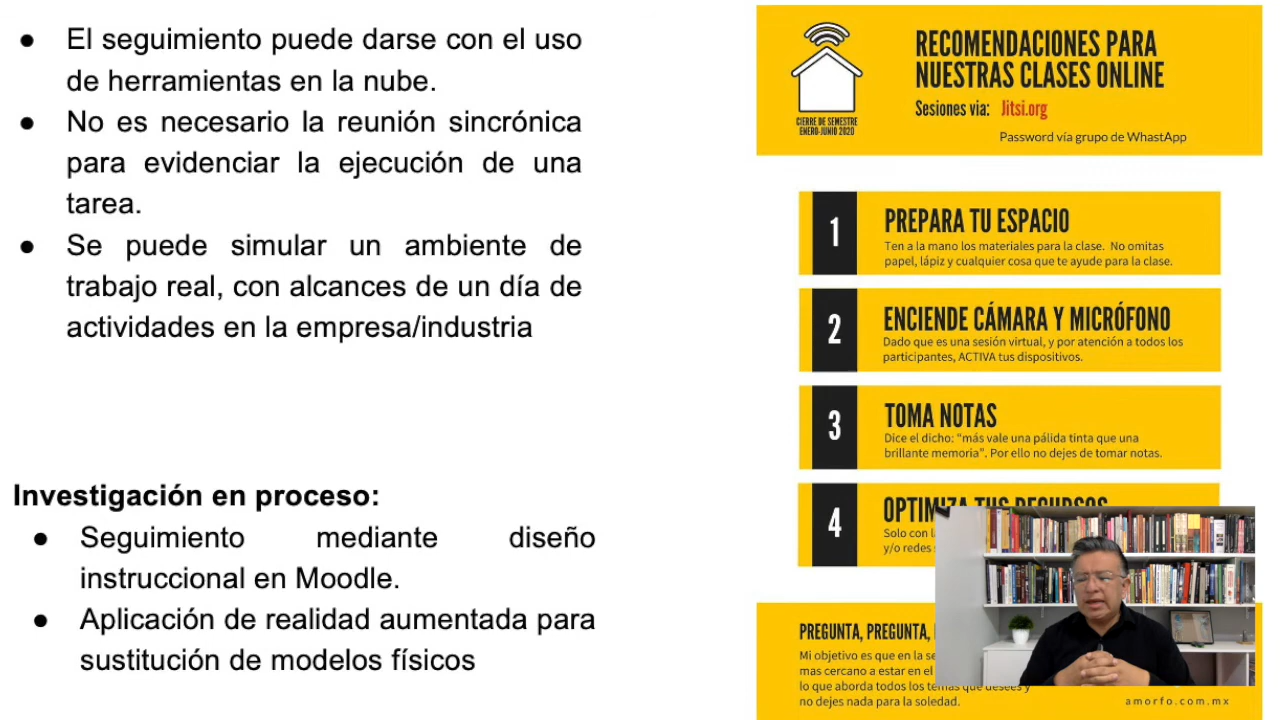 ● El seguimiento puede darse con el uso
de herramientas en la nube.
● No es necesario la reunión sincrónica
para evidenciar la ejecución de una
tarea.
● Se puede simular un ambiente de
trabajo real, con alcances de un día de
actividades en la empresa/industria
Investigación en proceso:
● Seguimiento mediante diseño
instruccional en Moodle.
● Aplicación de realidad aumentada para
sustitución de modelos físicos
CIERRE DE SEMESTRE
ENERO-JUNIO 2020
RECOMENDACIONES PARA
NUESTRAS CLASES ONLINE
Sesiones via: Jitsi.org
Password vía grupo de WhastApp
1
PREPARA TU ESPACIO
Ten a la mano los materiales para la clase. No omitas
papel, lápiz y cualquier cosa que te ayude para la clase.
2
ENCIENDE CÁMARA Y MICRÓFONO
Dado que es una sesión virtual, y por atención a todos los
participantes, ACTIVA tus dispositivos.
3
TOMA NOTAS
Dice el dicho: "más vale una pálida tinta que una
brillante memoria". Por ello no dejes de tomar notas.
4
OPTIMIZA TUS RECURSOS
Solo con
y/o redes
PREGUNTA, PREGUNTA,
Mi objetivo es que en la
mas cercano a estar en el
lo que aborda todos los temas que desees y
no dejes nada para la soledad.
amorfo.com.mx